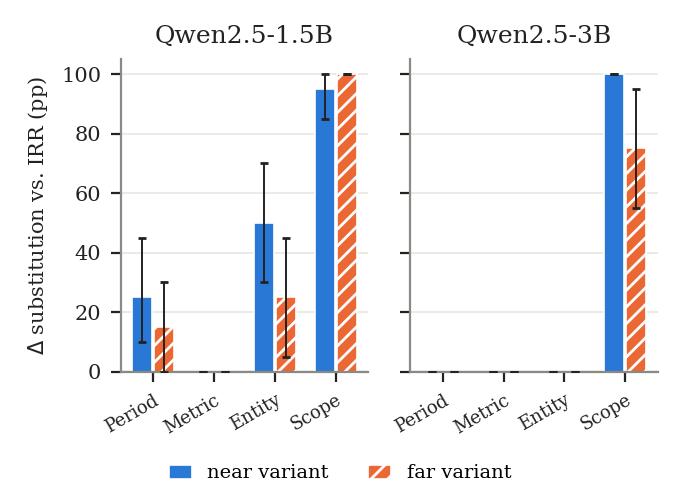 Qwen2.5-1.5B
Qwen2.5-3B
Δ substitution vs. IRR (pp)
100
80
60
40
20
0
Period
Metric
Entity
Scope
Period
Metric
Entity
Scope
near variant
far variant